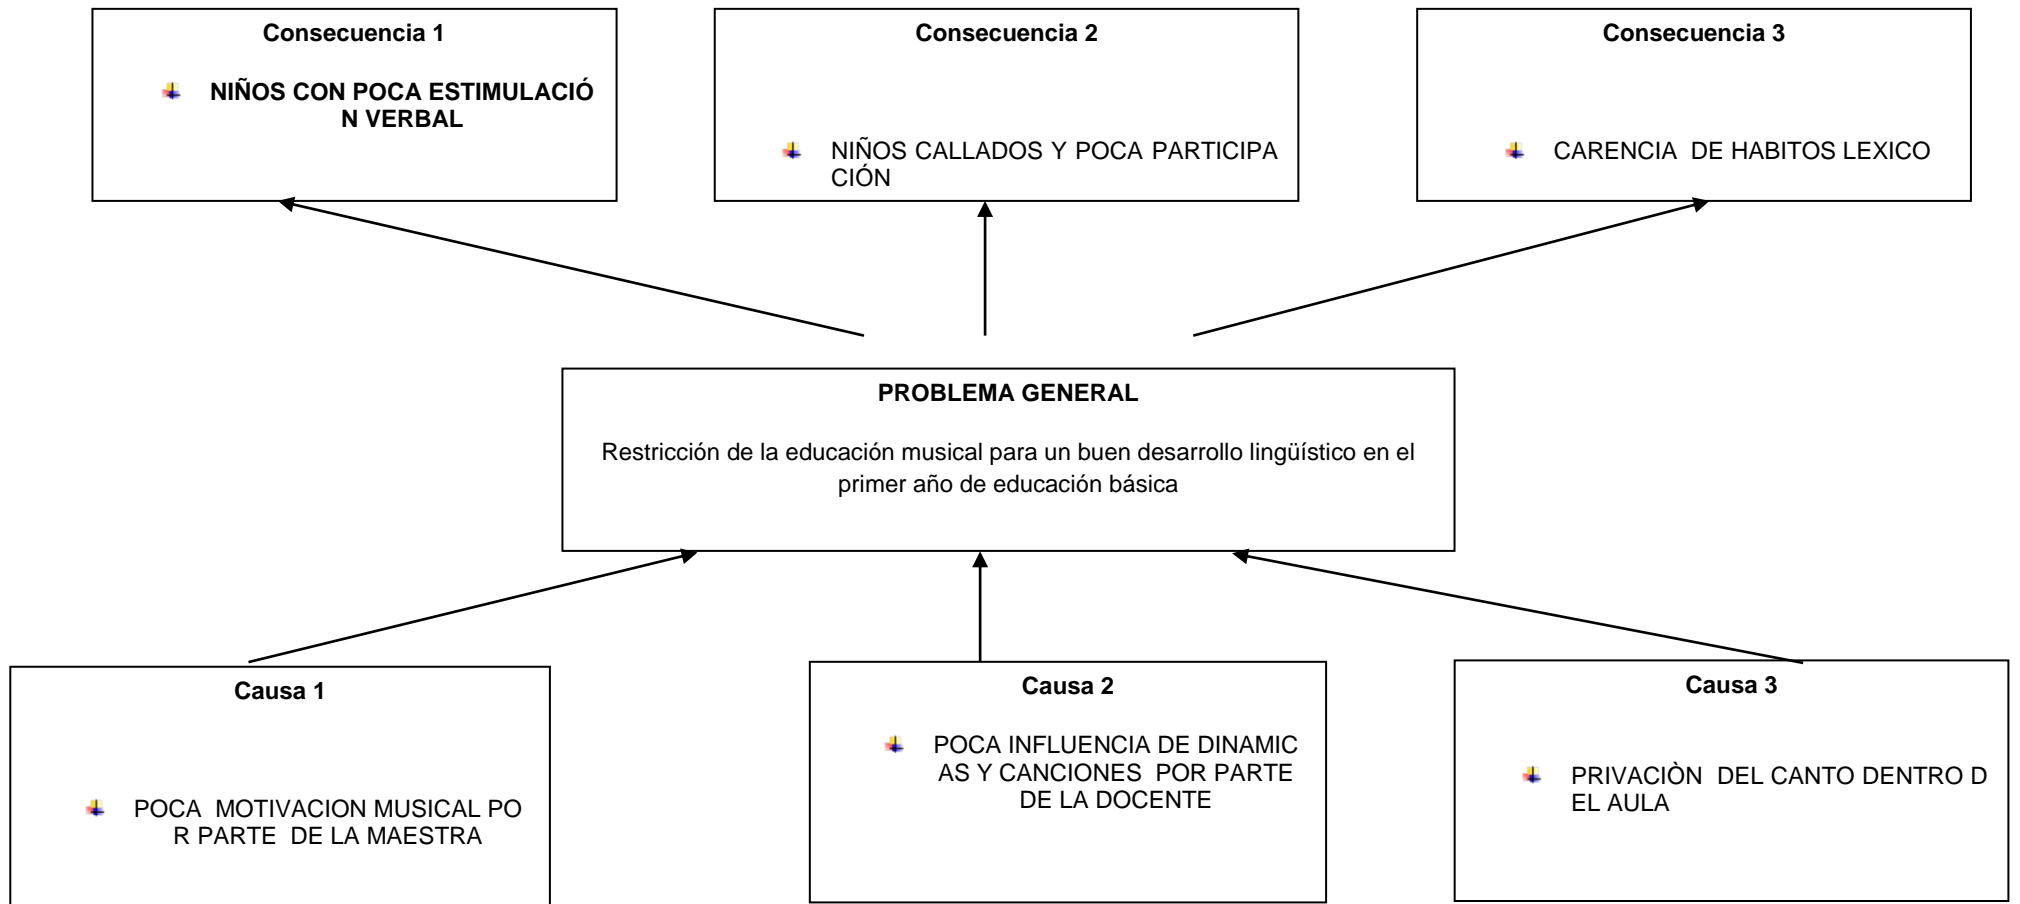 Consecuencia 1
NIÑOS CON POCA ESTIMULACIÓ
N VERBAL
Consecuencia 2
NIÑOS CALLADOS Y POCA PARTICIPA
CIÓN
Consecuencia 3
CARENCIA DE HABITOS LEXICO
PROBLEMA GENERAL
Restricción de la educación musical para un buen desarrollo lingüístico en el
primer año de educación básica
Causa 1
POCA MOTIVACION MUSICAL PO
R PARTE DE LA MAESTRA
Causa 2
POCA INFLUENCIA DE DINAMIC
AS Y CANCIONES POR PARTE
DE LA DOCENTE
Causa 3
PRIVACIÒN DEL CANTO DENTRO D
EL AULA